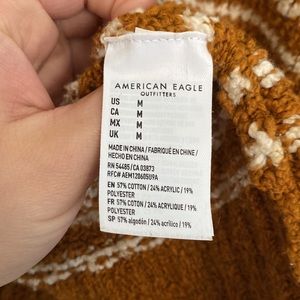 AMERICAN EAGLE
OUTFITTERS
US M
CA M
MX M
UK M
MADE IN CHINA / FABRIQUÉ EN CHINE /
HECHO EN CHINA
RN 54485 / CA 03873
RFC# AEM1206051J9A
EN 57% COTTON / 24% ACRYLIC / 19%
POLYESTER
FR 57% COTON / 24% ACRYLIQUE / 19%
POLYESTER
SP 57% algodón / 24% acrílico / 19%